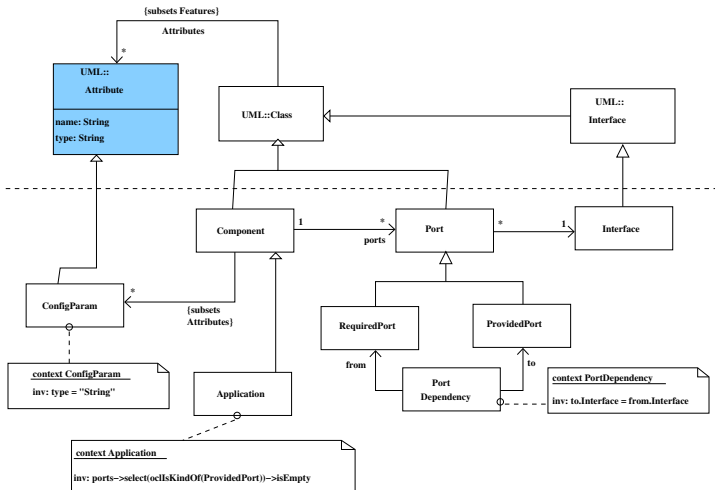 {subsets Features}
Attributes
*
UML::
Attribute
name: String
type: String
UML::Class
UML::
Interface
Component
1
*
ports
Port
*
1
Interface
ConfigParam
*
{subsets
Attributes}
RequiredPort
ProvidedPort
from
to
Port
Dependency
Application
context ConfigParam
inv: type = "String"
context PortDependency
inv: to.Interface = from.Interface
context Application
inv: ports−>select(oclIsKindOf(ProvidedPort))−>isEmpty